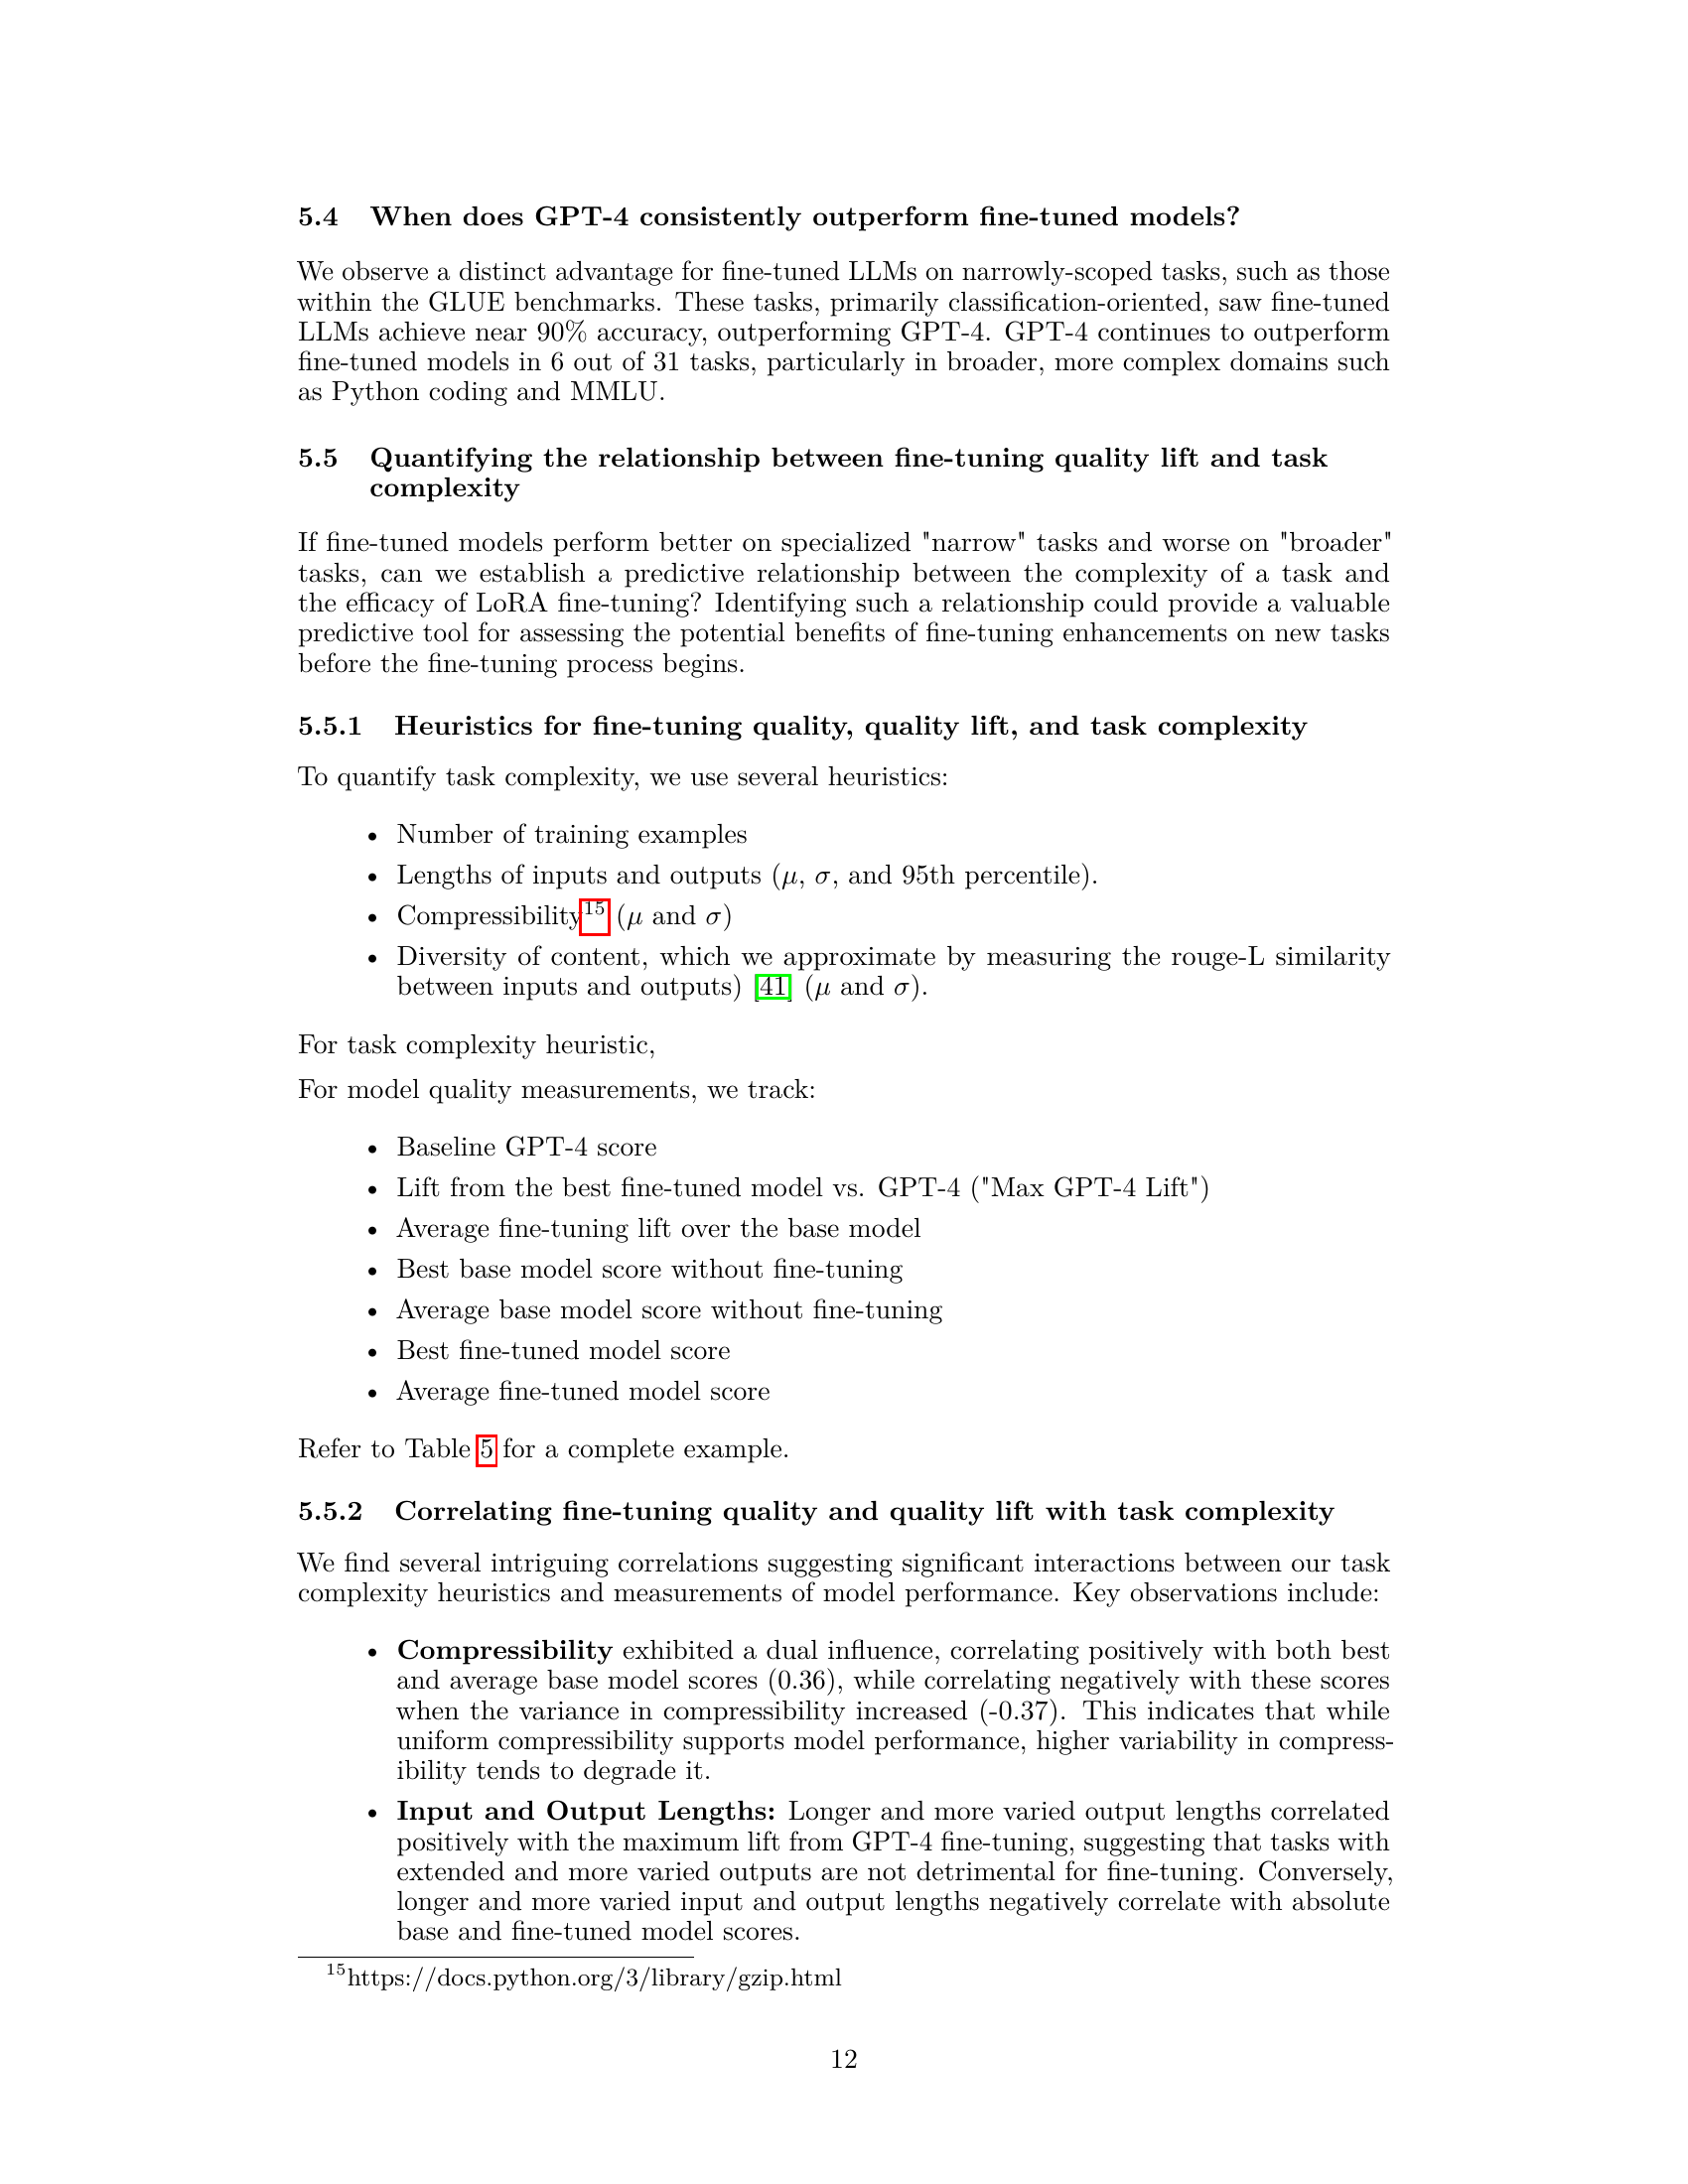 5.4 When does GPT-4 consistently outperform fine-tuned models?
We observe a distinct advantage for fine-tuned LLMs on narrowly-scoped tasks, such as those
within the GLUE benchmarks. These tasks, primarily classification-oriented, saw fine-tuned
LLMs achieve near 90% accuracy, outperforming GPT-4. GPT-4 continues to outperform
fine-tuned models in 6 out of 31 tasks, particularly in broader, more complex domains such
as Python coding and MMLU.
5.5 Quantifying the relationship between fine-tuning quality lift and task
complexity
If fine-tuned models perform better on specialized "narrow" tasks and worse on "broader"
tasks, can we establish a predictive relationship between the complexity of a task and
the efficacy of LoRA fine-tuning? Identifying such a relationship could provide a valuable
predictive tool for assessing the potential benefits of fine-tuning enhancements on new tasks
before the fine-tuning process begins.
5.5.1 Heuristics for fine-tuning quality, quality lift, and task complexity
To quantify task complexity, we use several heuristics:
• Number of training examples
• Lengths of inputs and outputs (μ, σ, and 95th percentile).
• Compressibility¹⁵ (μ and σ)
• Diversity of content, which we approximate by measuring the rouge-L similarity
between inputs and outputs) [41] (μ and σ).
For task complexity heuristic,
For model quality measurements, we track:
• Baseline GPT-4 score
• Lift from the best fine-tuned model vs. GPT-4 ("Max GPT-4 Lift")
• Average fine-tuning lift over the base model
• Best base model score without fine-tuning
• Average base model score without fine-tuning
• Best fine-tuned model score
• Average fine-tuned model score
Refer to Table 5 for a complete example.
5.5.2 Correlating fine-tuning quality and quality lift with task complexity
We find several intriguing correlations suggesting significant interactions between our task
complexity heuristics and measurements of model performance. Key observations include:
• Compressibility exhibited a dual influence, correlating positively with both best
and average base model scores (0.36), while correlating negatively with these scores
when the variance in compressibility increased (-0.37). This indicates that while
uniform compressibility supports model performance, higher variability in compress-
ibility tends to degrade it.
• Input and Output Lengths: Longer and more varied output lengths correlated
positively with the maximum lift from GPT-4 fine-tuning, suggesting that tasks with
extended and more varied outputs are not detrimental for fine-tuning. Conversely,
longer and more varied input and output lengths negatively correlate with absolute
base and fine-tuned model scores.
¹⁵https://docs.python.org/3/library/gzip.html
12